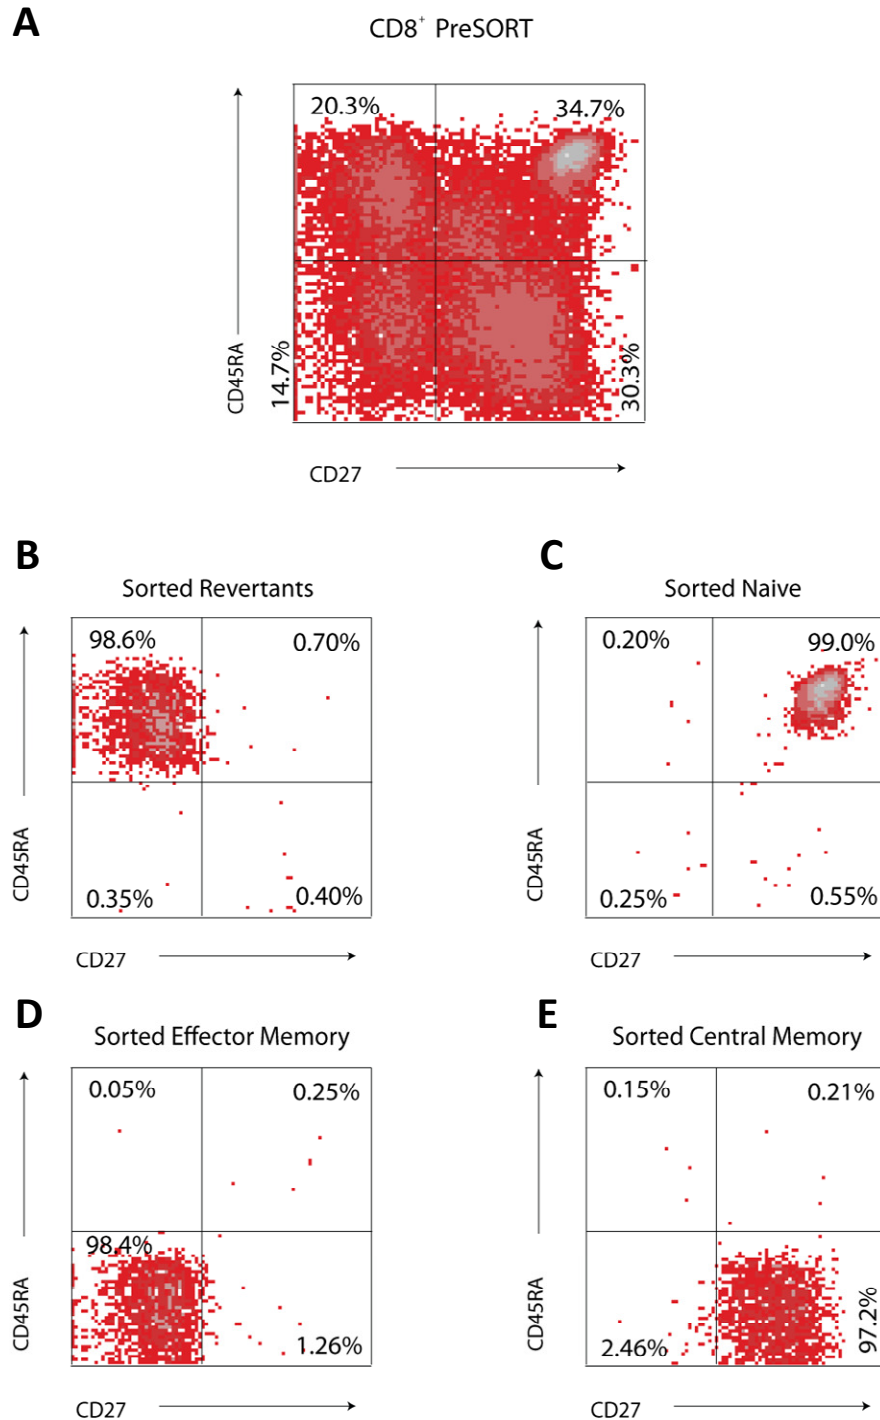 A
CD8+ PreSORT
20.3%
34.7%
CD45RA
14.7%
30.3%
CD27
B
Sorted Revertants
98.6%
0.70%
CD45RA
0.35%
0.40%
CD27
C
Sorted Naive
0.20%
99.0%
CD45RA
0.25%
0.55%
CD27
D
Sorted Effector Memory
0.05%
0.25%
98.4%
CD45RA
1.26%
CD27
E
Sorted Central Memory
0.15%
0.21%
CD45RA
2.46%
97.2%
CD27